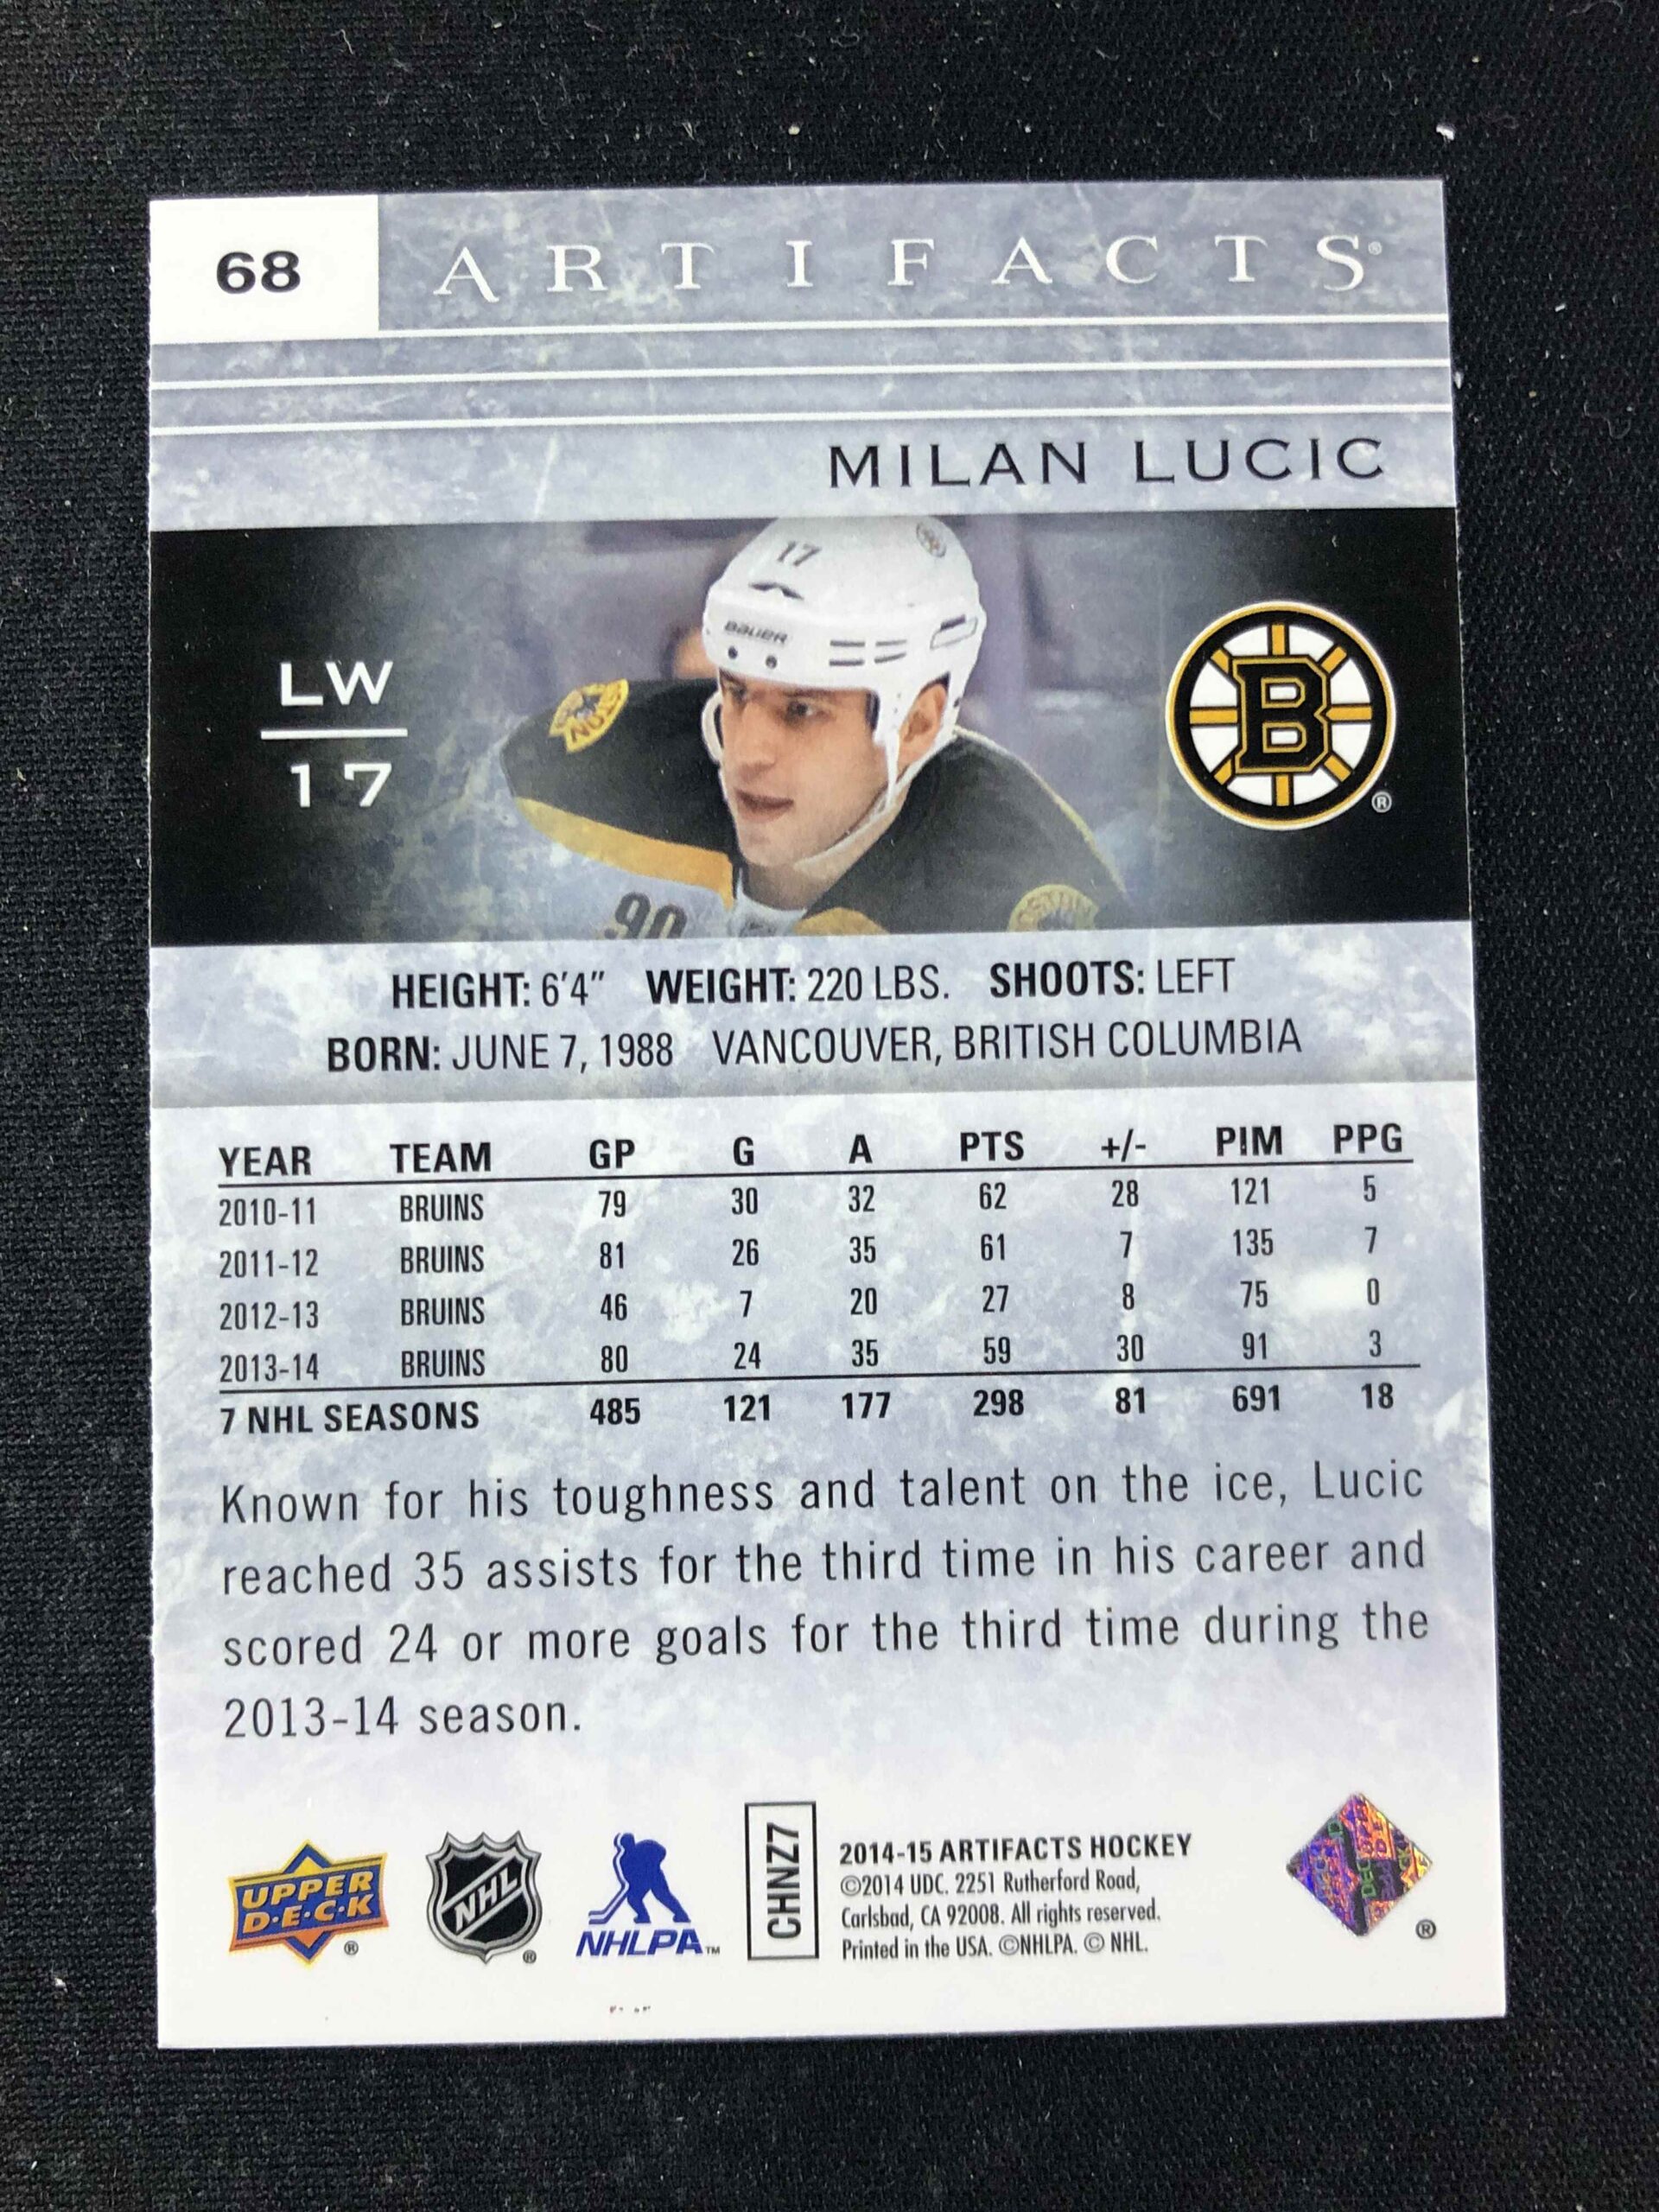 68 ARTIFACTS®
MILAN LUCIC
17
BAUER
LW
17
B
®
90
HEIGHT: 6'4" WEIGHT: 220 LBS. SHOOTS: LEFT
BORN: JUNE 7, 1988 VANCOUVER, BRITISH COLUMBIA
YEAR TEAM GP G A PTS +/- PIM PPG
2010-11 BRUINS 79 30 32 62 28 121 5
2011-12 BRUINS 81 26 35 61 7 135 7
2012-13 BRUINS 46 7 20 27 8 75 0
2013-14 BRUINS 80 24 35 59 30 91 3
7 NHL SEASONS 485 121 177 298 81 691 18
Known for his toughness and talent on the ice, Lucic
reached 35 assists for the third time in his career and
scored 24 or more goals for the third time during the
2013-14 season.
UPPER
D·E·C·K
®
NHL
®
NHLPA™
CHNZ7
2014-15 ARTIFACTS HOCKEY
©2014 UDC. 2251 Rutherford Road,
Carlsbad, CA 92008. All rights reserved.
Printed in the USA. ©NHLPA. © NHL.
®